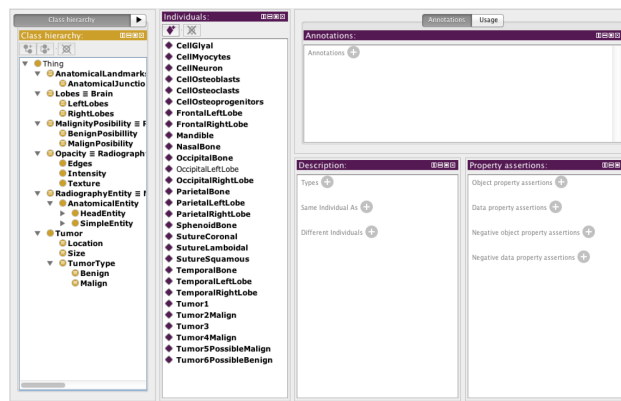 Class hierarchy
Class hierarchy:
Thing
AnatomicalLandmark
AnatomicalJunctio
Lobes ≡ Brain
LeftLobes
RightLobes
MalignityPosibility ≡
BenignPosibillity
MalignPosibility
Opacity ≡ Radiograph
Edges
Intensity
Texture
RadiographyEntity ≡
AnatomicalEntity
HeadEntity
SimpleEntity
Tumor
Location
Size
TumorType
Benign
Malign
Individuals:
CellGlyal
CellMyocytes
CellNeuron
CellOsteoblasts
CellOsteoclasts
CellOsteoprogenitors
FrontalLeftLobe
FrontalRightLobe
Mandible
NasalBone
OccipitalBone
OccipitalLeftLobe
OccipitalRightLobe
ParietalBone
ParietalLeftLobe
ParietalRightLobe
SphenoidBone
SutureCoronal
SutureLamboidal
SutureSquamous
TemporalBone
TemporalLeftLobe
TemporalRightLobe
Tumor1
Tumor2Malign
Tumor3
Tumor4Malign
Tumor5PossibleMalign
Tumor6PossibleBenign
Annotations Usage
Annotations:
Annotations
Description:
Types
Same Individual As
Different Individuals
Property assertions:
Object property assertions
Data property assertions
Negative object property assertions
Negative data property assertions